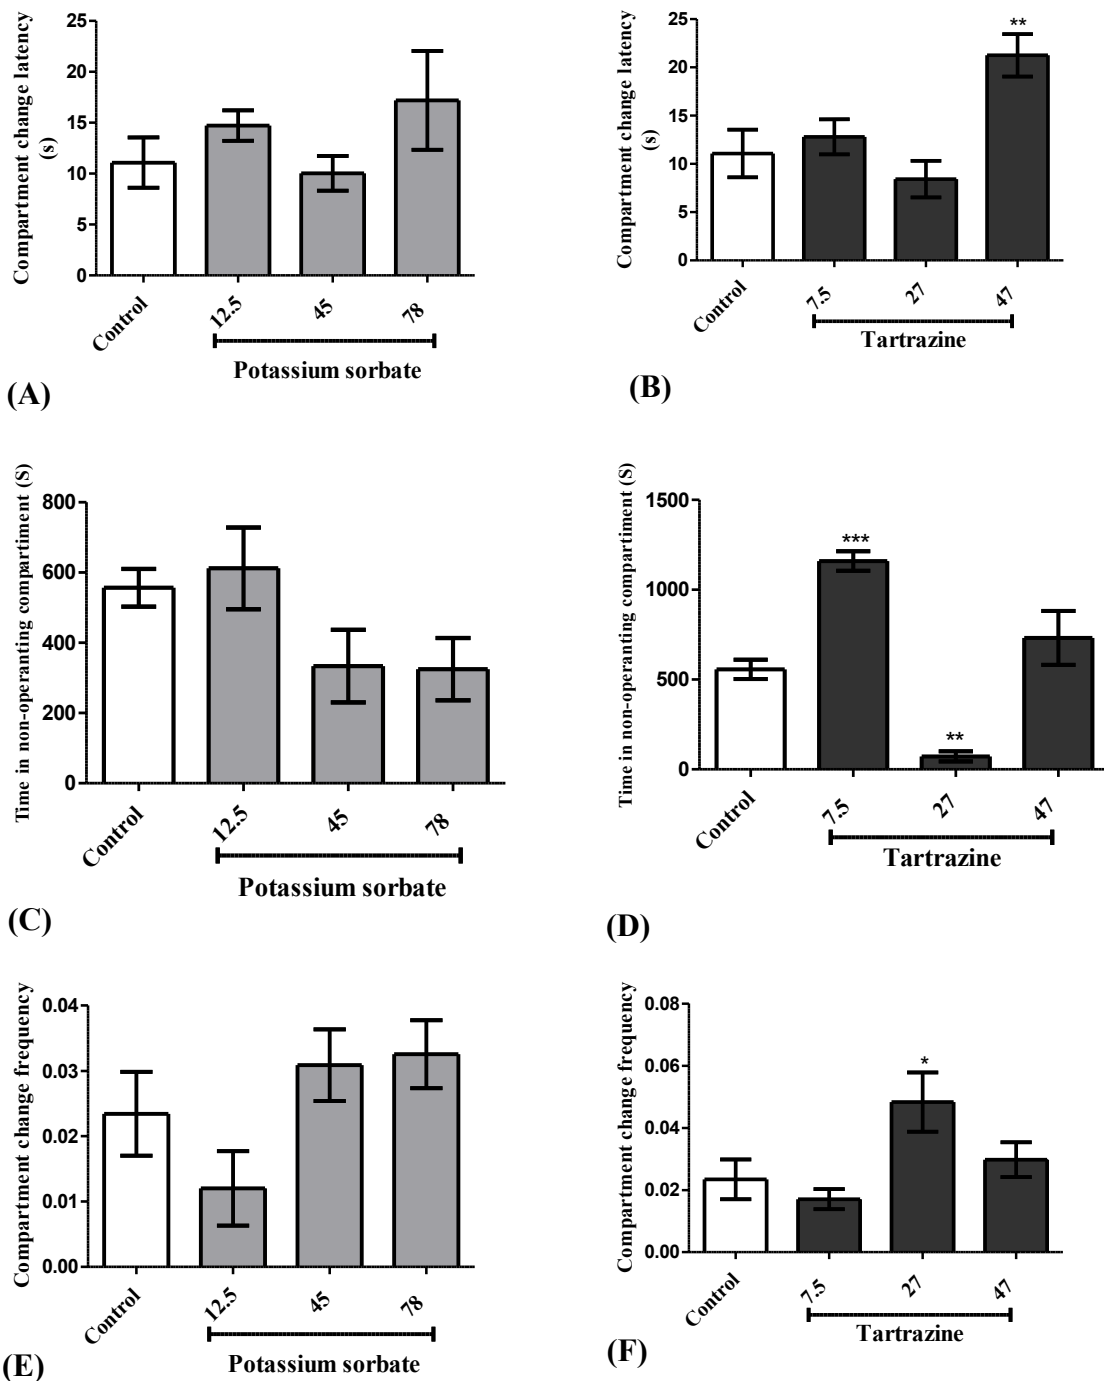 Compartment change latency
(s)
25
20
15
10
5
0
Control
12.5
45
78
Potassium sorbate
(A)
Compartment change latency
(s)
25
20
15
10
5
0
**
Control
7.5
27
47
Tartrazine
(B)
Time in non-operanting compartiment (S)
800
600
400
200
0
Control
12.5
45
78
Potassium sorbate
(C)
Time in non-operanting compartment (S)
1500
1000
500
0
***
**
Control
7.5
27
47
Tartrazine
(D)
Compartment change frequency
0.04
0.03
0.02
0.01
0.00
Control
12.5
45
78
Potassium sorbate
(E)
Compartment change frequency
0.08
0.06
0.04
0.02
0.00
*
Control
7.5
27
47
Tartrazine
(F)